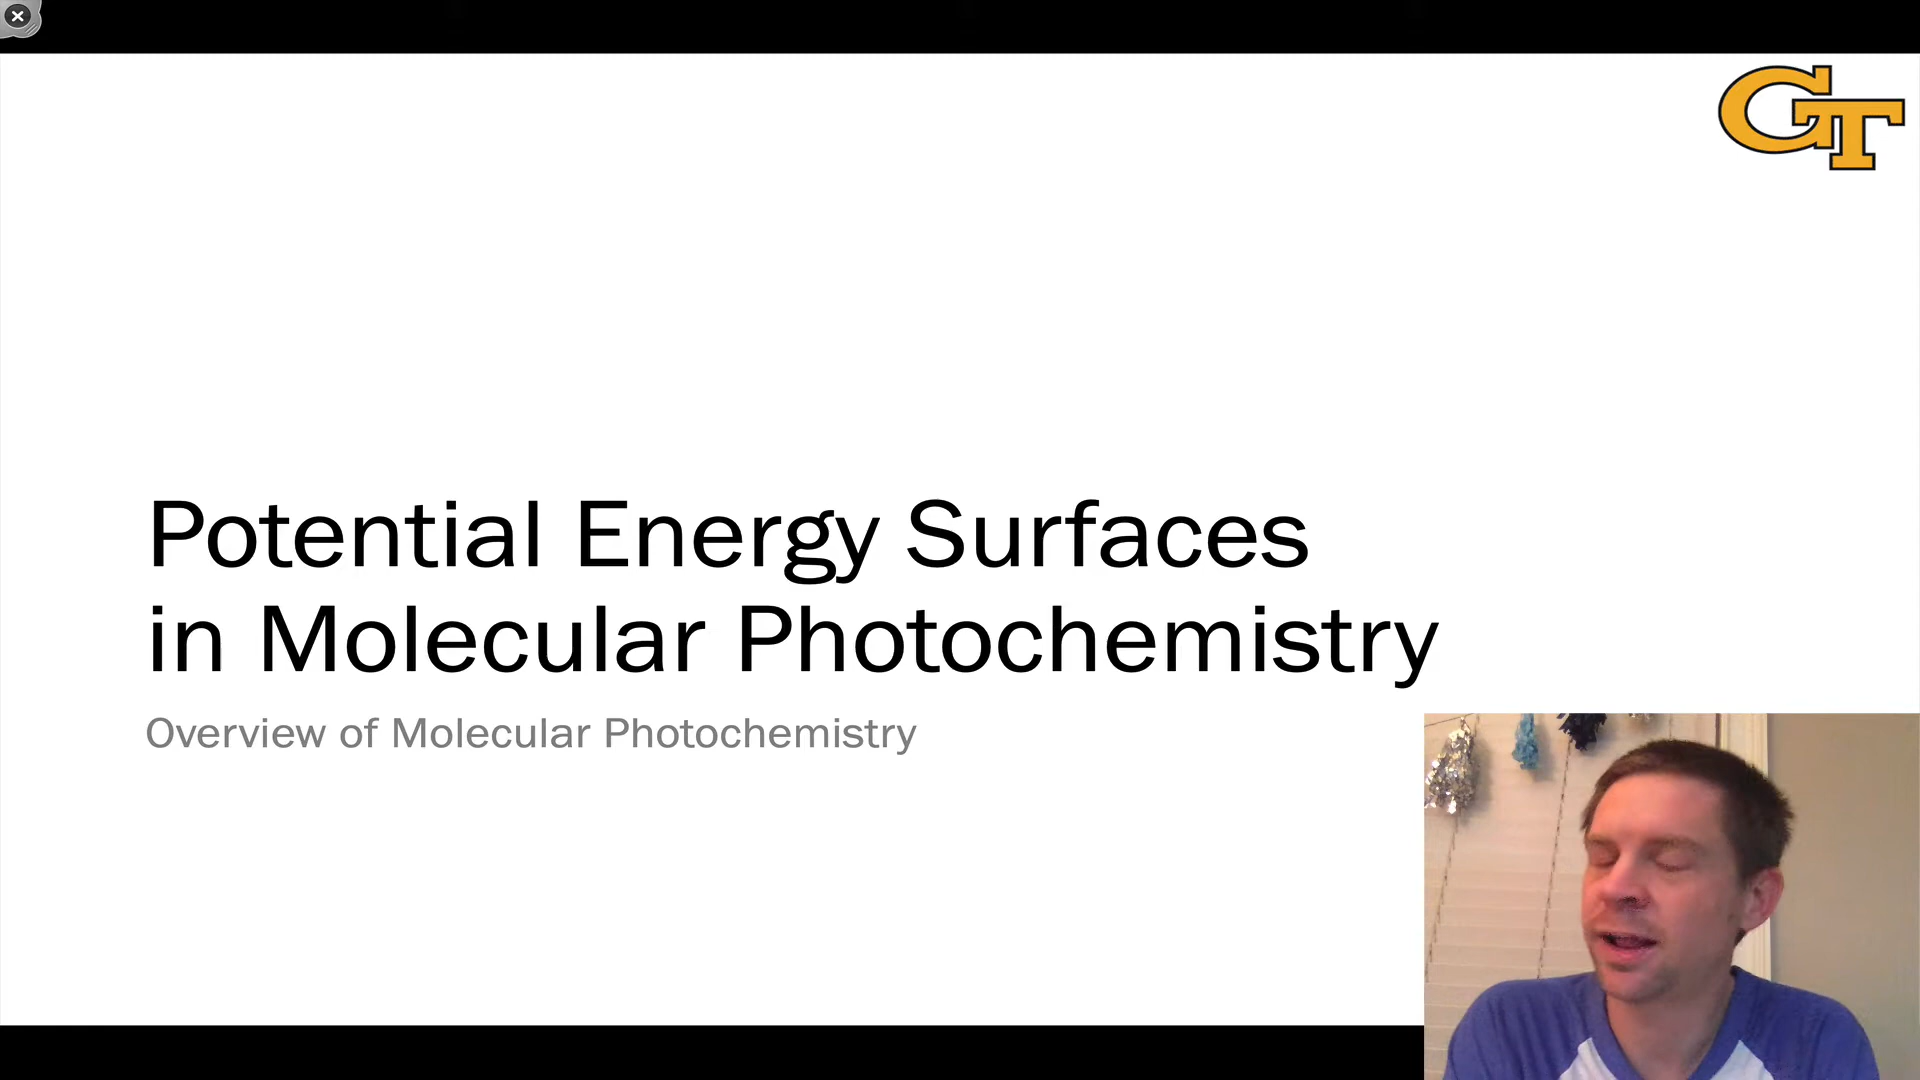 GT
Potential Energy Surfaces
in Molecular Photochemistry
Overview of Molecular Photochemistry